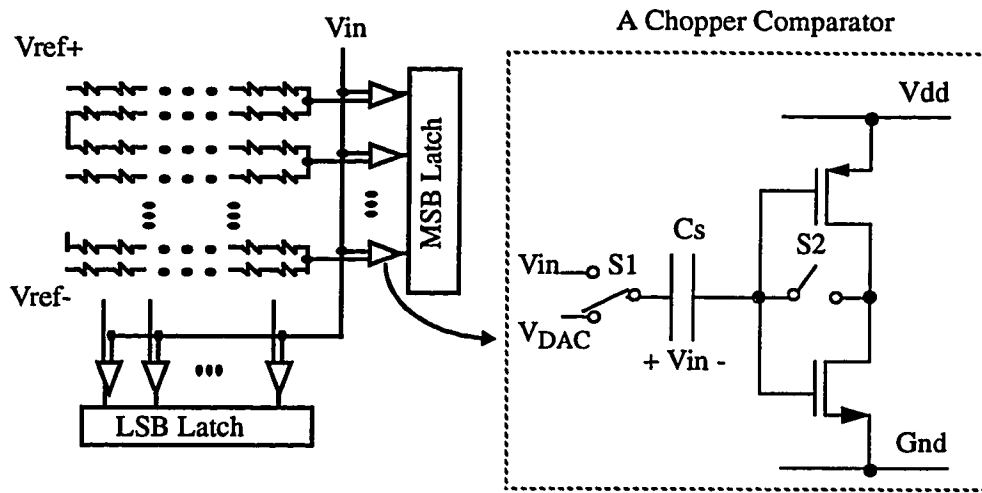 A Chopper Comparator
Vref+
Vin
Vdd
MSB Latch
Cs
S2
Vin
S1
VDAC
+ Vin -
Vref-
LSB Latch
Gnd